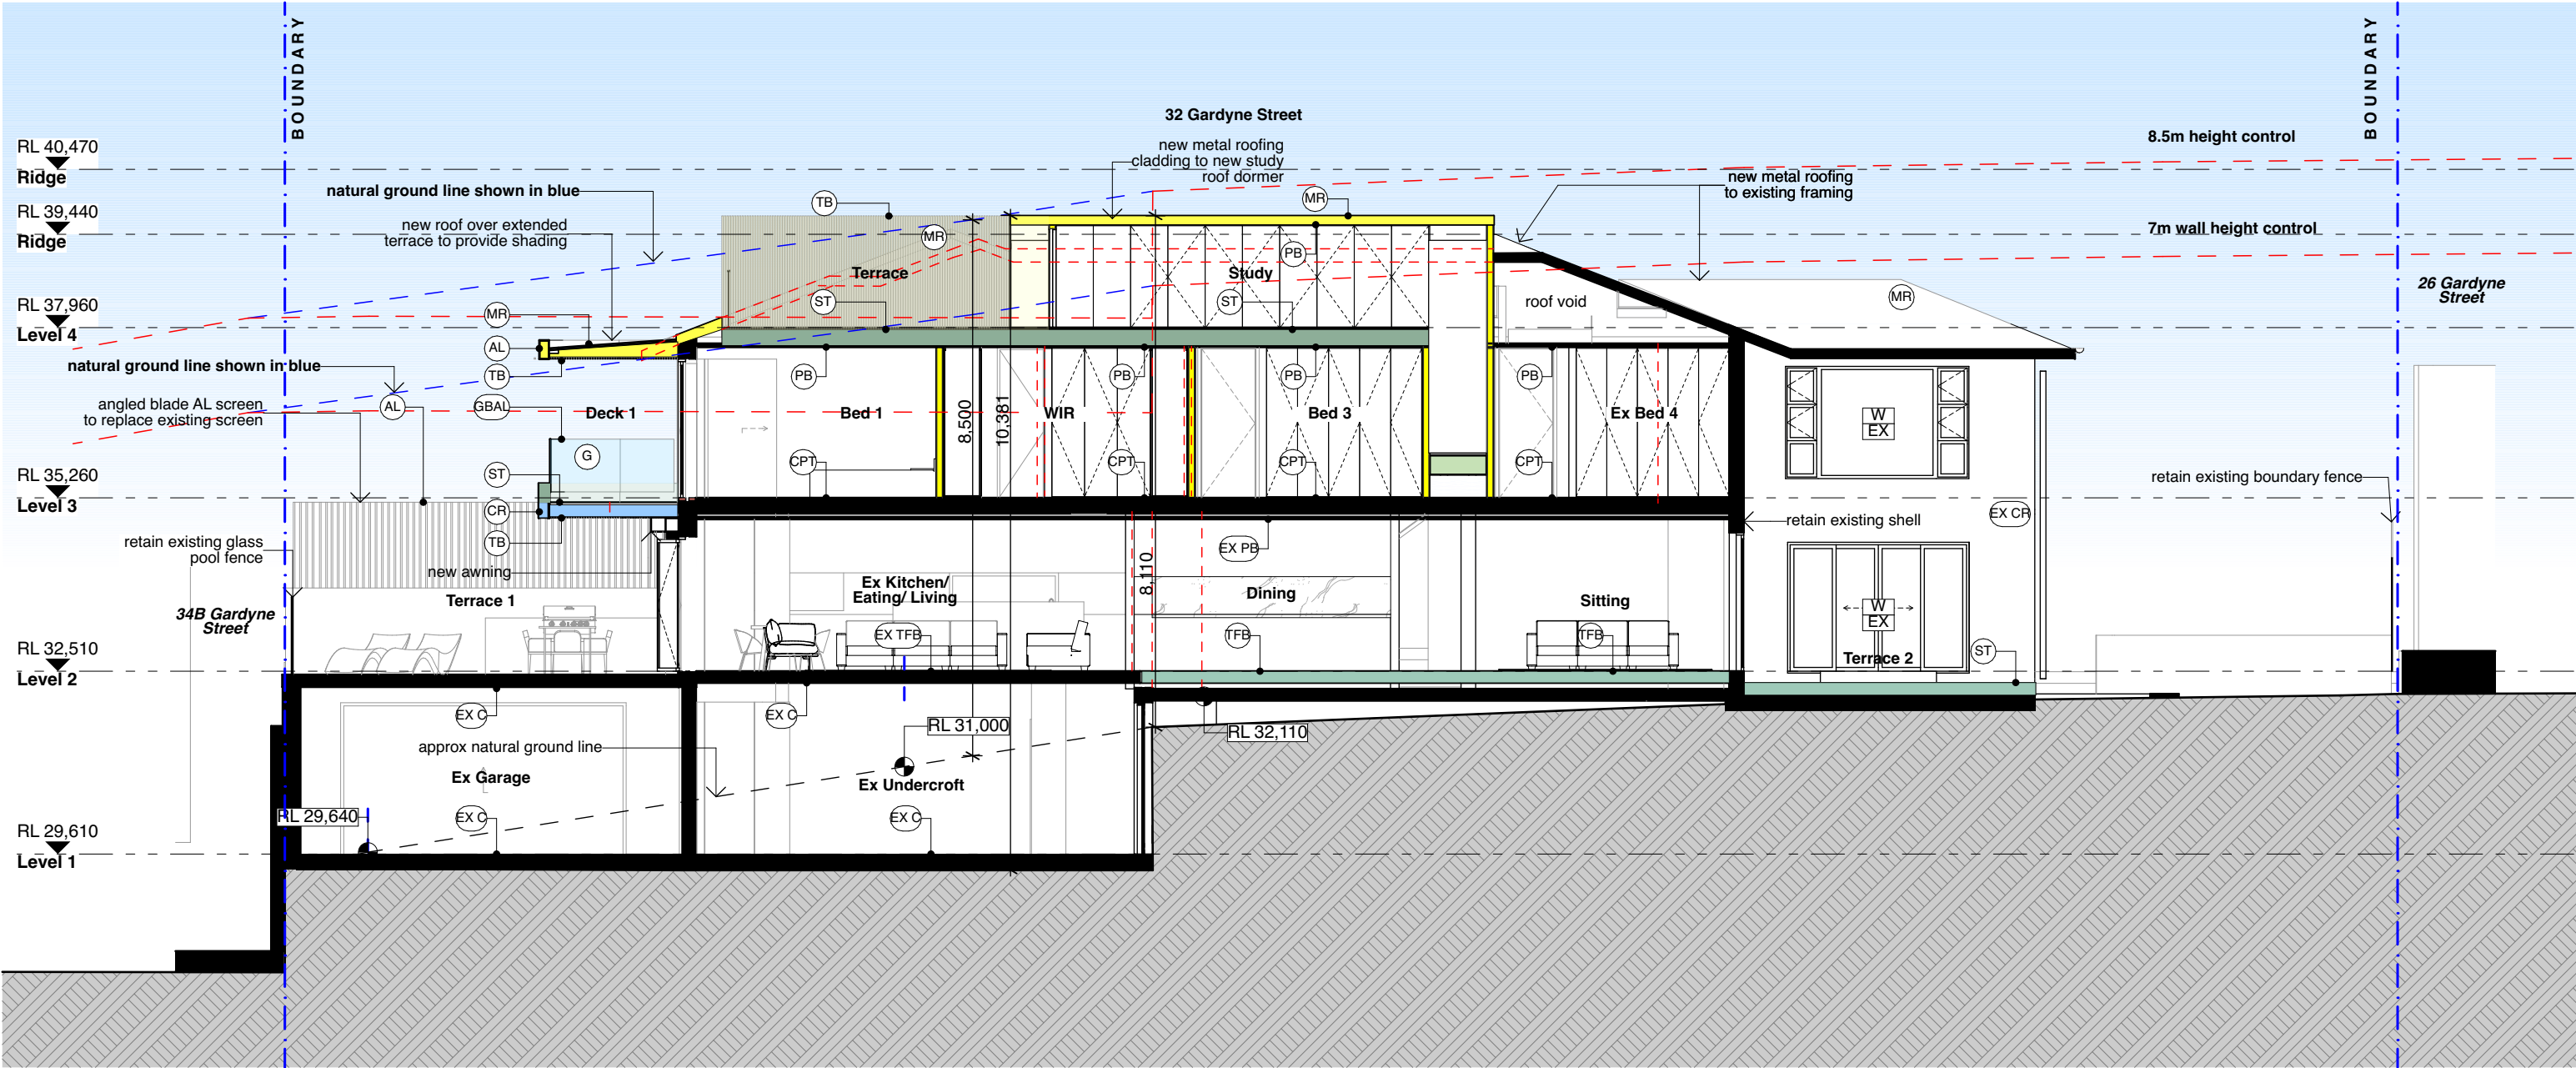 BOUNDARY
BOUNDARY
32 Gardyne Street
new metal roofing
cladding to new study
roof dormer
8.5m height control
RL 40,470
Ridge
natural ground line shown in blue
new metal roofing
to existing framing
TB
MR
RL 39,440
Ridge
new roof over extended
terrace to provide shading
MR
7m wall height control
PB
Terrace
Study
26 Gardyne
Street
ST
ST
roof void
MR
RL 37,960
Level 4
MR
AL
natural ground line shown in blue
TB
PB
PB
PB
PB
angled blade AL screen
to replace existing screen
AL
GBAL
Deck 1
Bed 1
8,500
10,381
WIR
Bed 3
Ex Bed 4
W
EX
G
CPT
CPT
CPT
CPT
RL 35,260
Level 3
ST
retain existing boundary fence
CR
EX CR
retain existing shell
TB
retain existing glass
pool fence
EX PB
new awning
8,110
Ex Kitchen/
Eating/ Living
Dining
Terrace 1
Sitting
34B Gardyne
Street
W
EX
EX TFB
TFB
TFB
RL 32,510
Level 2
Terrace 2
ST
EX C
EX C
RL 31,000
RL 32,110
approx natural ground line
Ex Garage
Ex Undercroft
RL 29,640
EX C
EX C
RL 29,610
Level 1